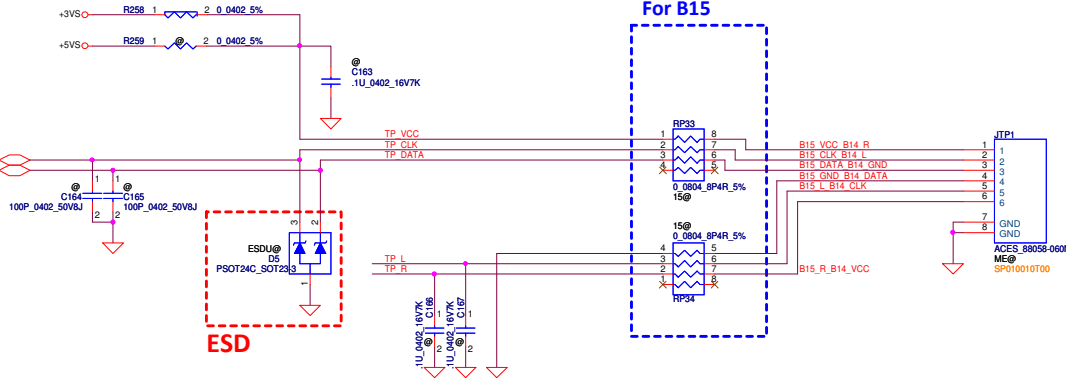 For B15
+3VS
R258
1
2
0_0402_5%
+5VS
R259
1
@
2
0_0402_5%
@
C163
.1U_0402_16V7K
TP_VCC
TP_CLK
TP_DATA
RP33
1
2
3
4
8
7
6
5
0_0804_8P4R_5%
15@
B15_VCC_B14_R
B15_CLK_B14_L
B15_DATA_B14_GND
B15_GND_B14_DATA
B15_L_B14_CLK
JTP1
1
2
3
4
5
6
1
2
3
4
5
6
7
8
GND
GND
ACES_88058-060
ME@
SP010010T00
1
1
@
@
C164
C165
100P_0402_50V8J
100P_0402_50V8J
2
2
3
2
ESDU@
D5
PSOT24C_SOT23-3
1
ESD
15@
0_0804_8P4R_5%
TP_L
TP_R
4
3
2
1
5
6
7
8
RP34
B15_R_B14_VCC
.1U_0402_16V7K
@
C166
1
2
.1U_0402_16V7K
@
C167
1
2